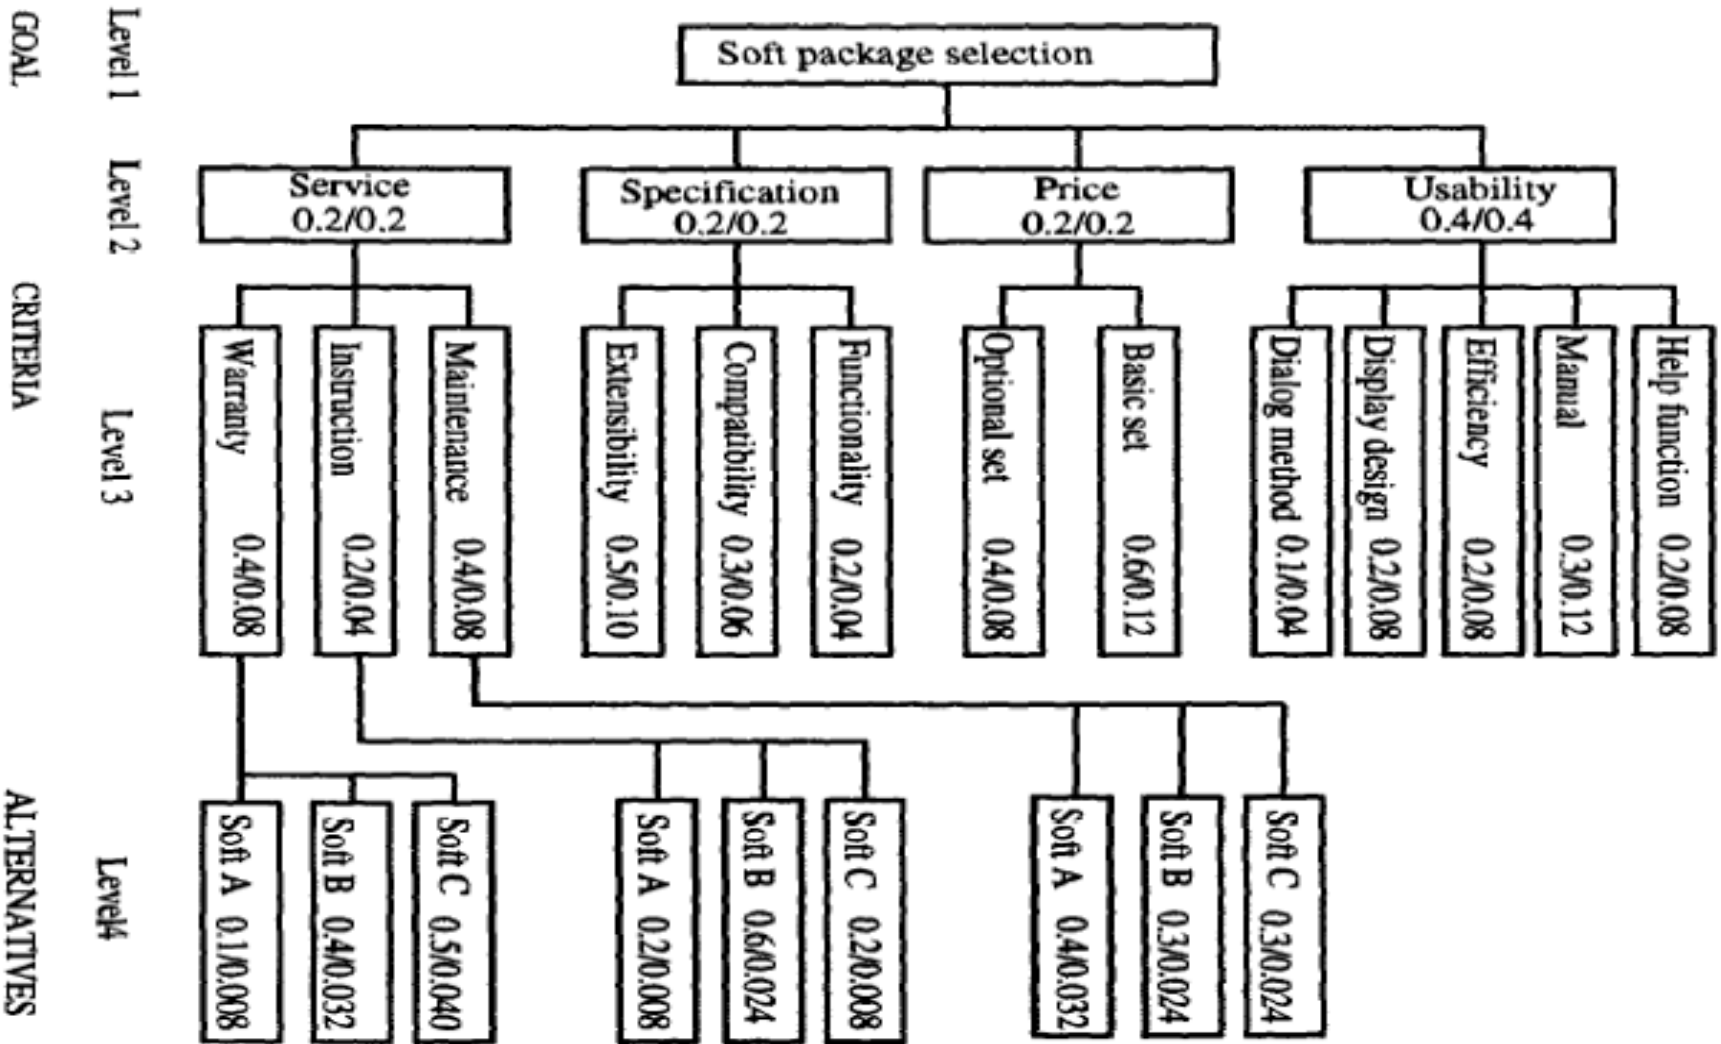 GOAL
Level 1
Soft package selection
Level 2
Service
0.2/0.2
Specification
0.2/0.2
Price
0.2/0.2
Usability
0.4/0.4
CRITERIA
Level 3
Warranty 0.4/0.08
Instruction 0.2/0.04
Maintenance 0.4/0.08
Extensibility 0.5/0.10
Compatibility 0.3/0.06
Functionality 0.2/0.04
Optional set 0.4/0.08
Basic set 0.6/0.12
Dialog method 0.1/0.04
Display design 0.2/0.08
Efficiency 0.2/0.08
Manual 0.3/0.12
Help function 0.2/0.08
ALTERNATIVES
Level4
Soft A 0.1/0.008
Soft B 0.4/0.032
Soft C 0.5/0.040
Soft A 0.2/0.008
Soft B 0.6/0.024
Soft C 0.2/0.008
Soft A 0.4/0.032
Soft B 0.3/0.024
Soft C 0.3/0.024